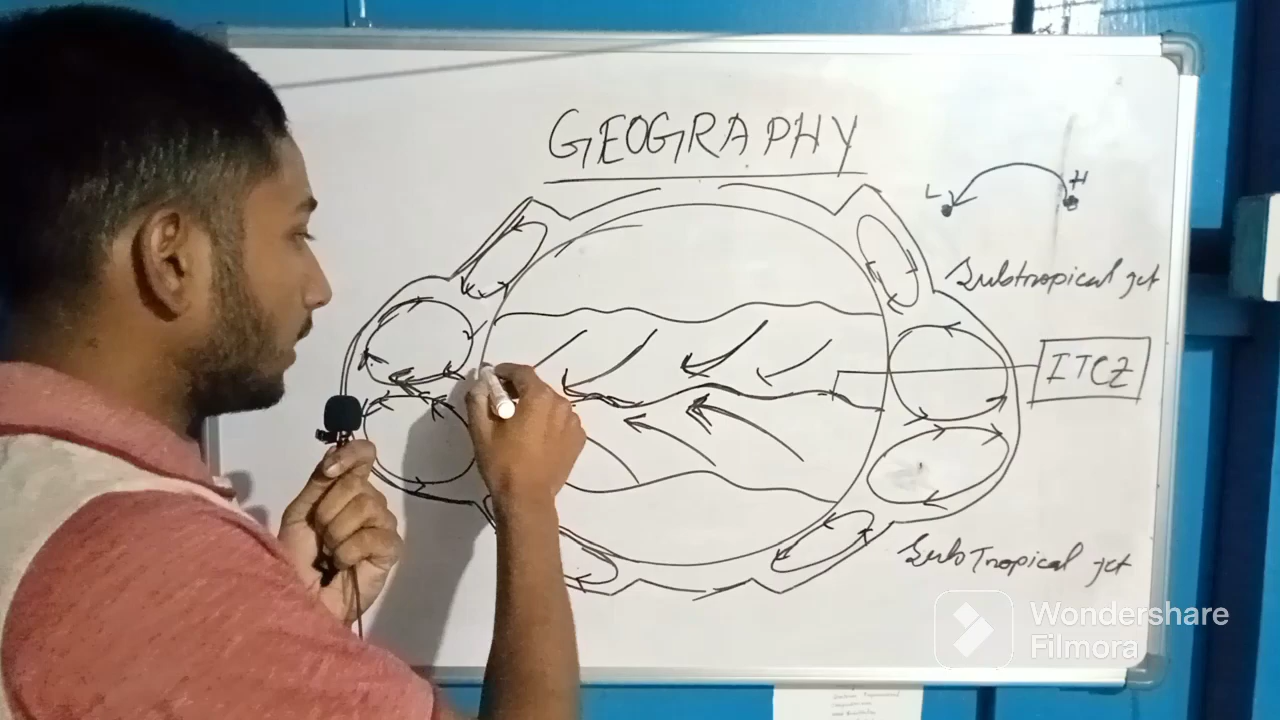 GEOGRAPHY
L H
Subtropical jet
ITCZ
SubTropical jet
Wondershare
Filmora